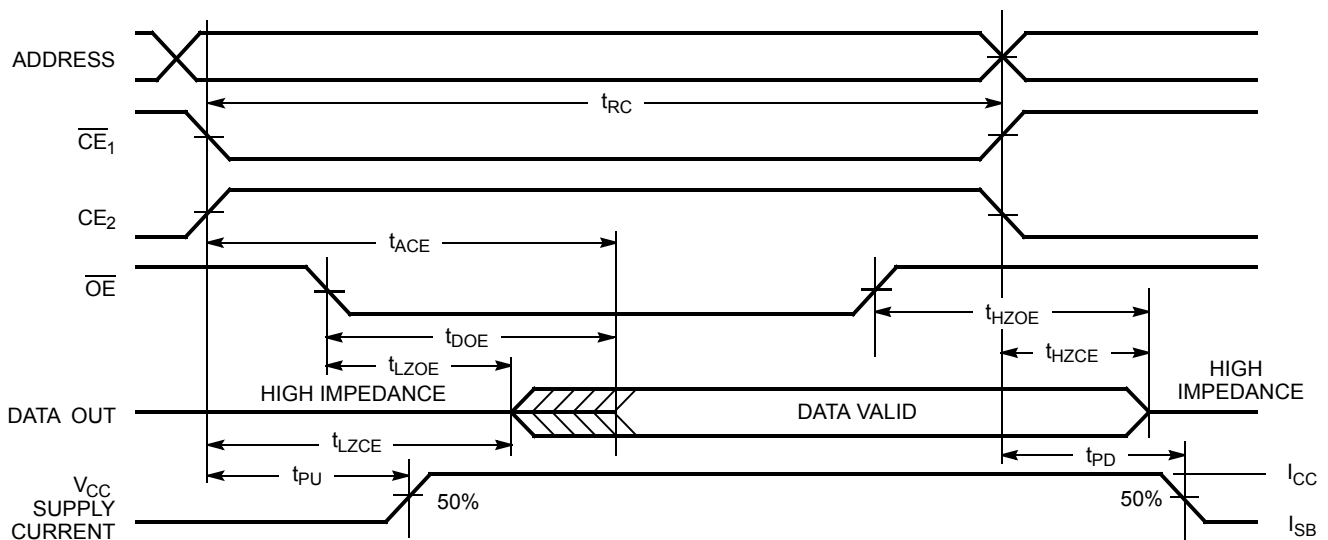 ADDRESS
tRC
CE1
CE2
tACE
OE
tHZOE
tDOE
tHZCE
tLZOE
HIGH IMPEDANCE
HIGH
IMPEDANCE
DATA OUT
DATA VALID
tLZCE
tPD
tPU
VCC
SUPPLY
CURRENT
50%
50%
ICC
ISB